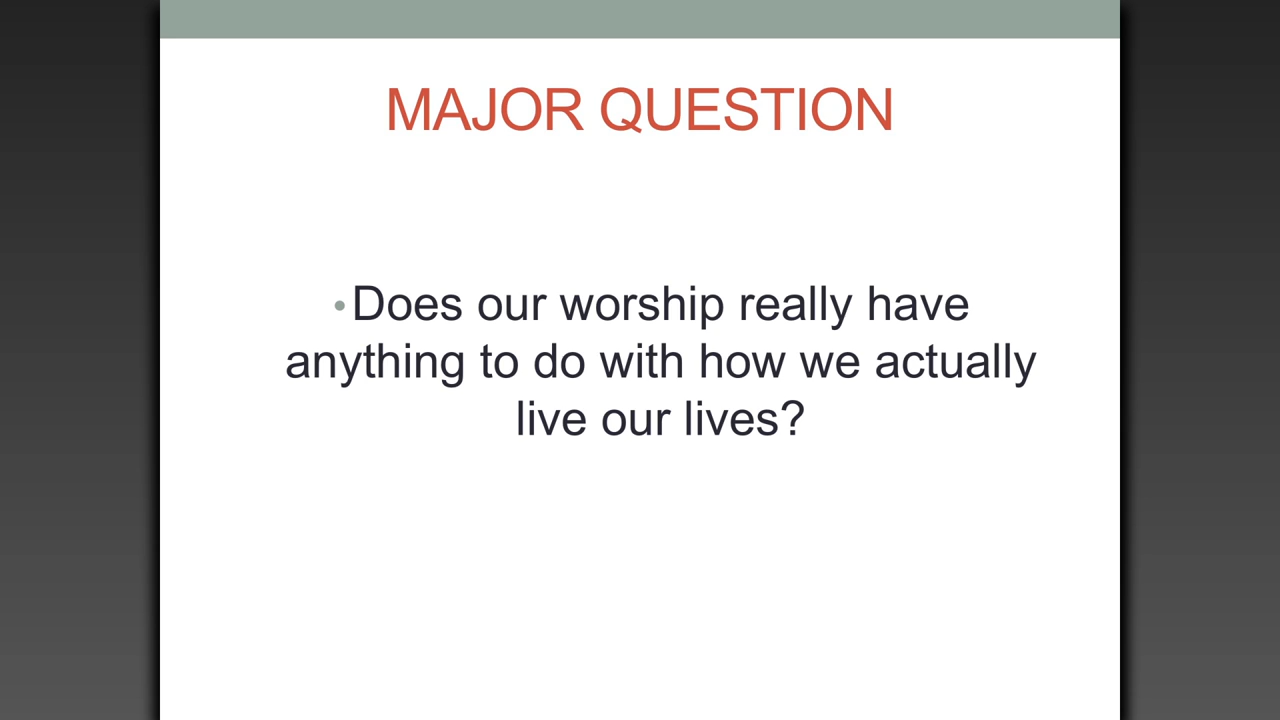 MAJOR QUESTION
•Does our worship really have
anything to do with how we actually
live our lives?